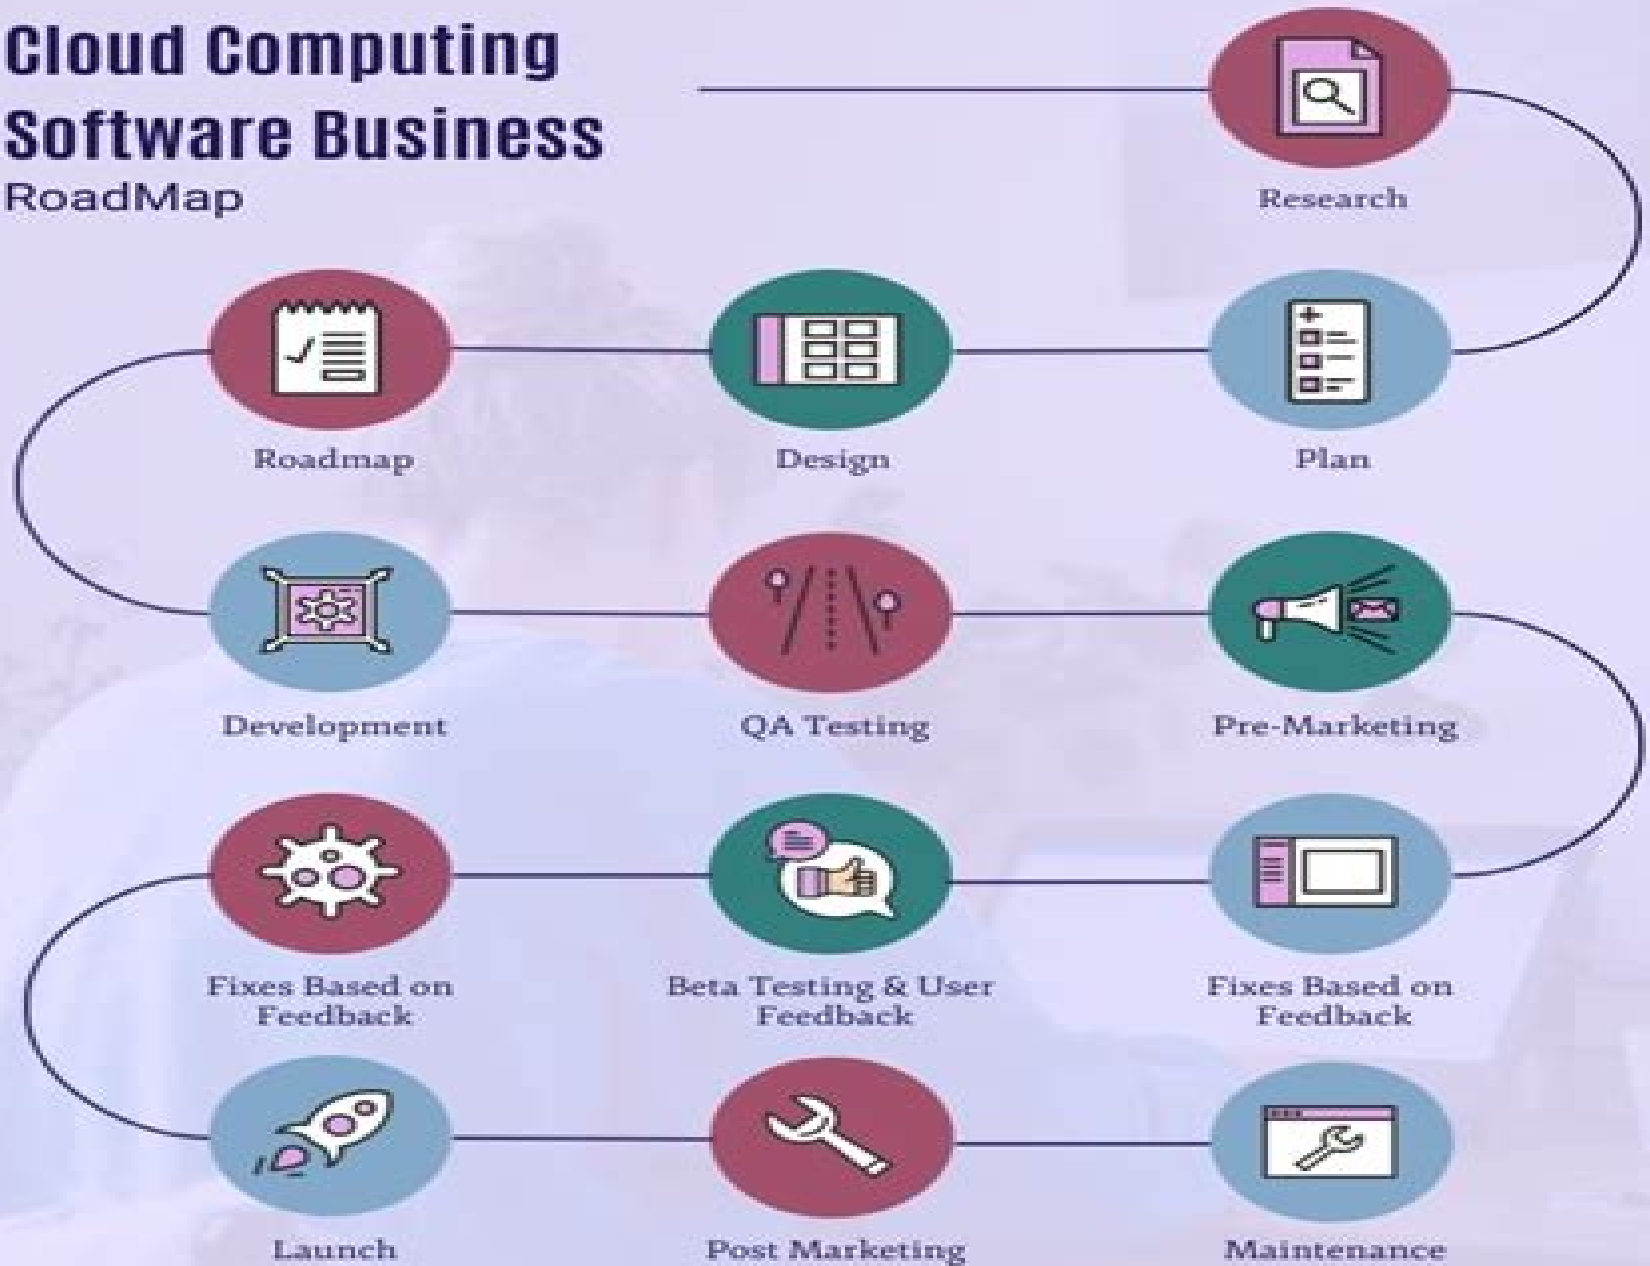 Cloud Computing
Software Business
RoadMap
Research
Roadmap
Design
Plan
Development
QA Testing
Pre-Marketing
Fixes Based on
Feedback
Beta Testing & User
Feedback
Fixes Based on
Feedback
Launch
Post Marketing
Maintenance